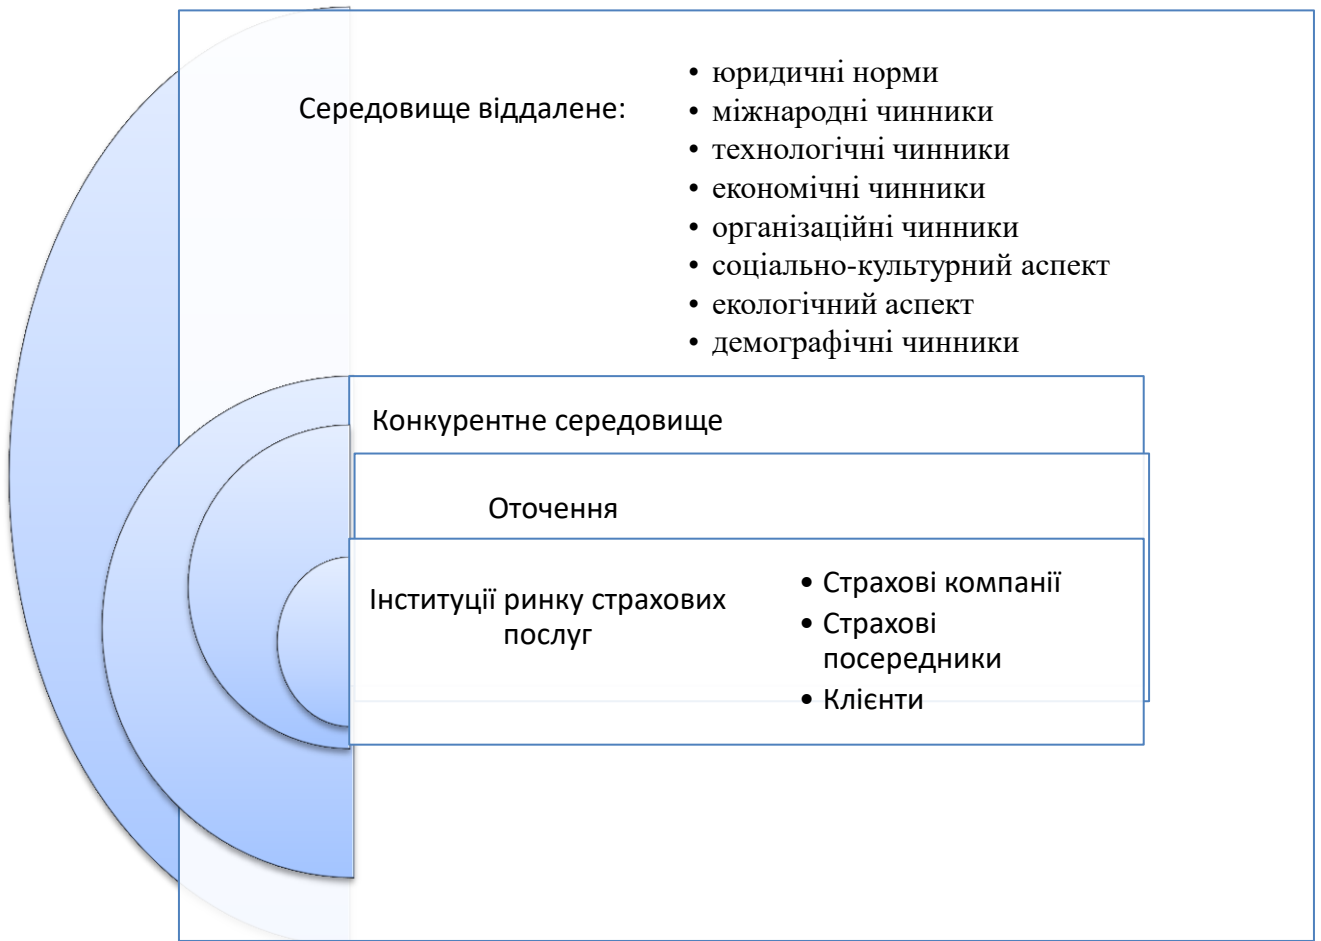 Середовище віддалене:
• юридичні норми
• міжнародні чинники
• технологічні чинники
• економічні чинники
• організаційні чинники
• соціально-культурний аспект
• екологічний аспект
• демографічні чинники
Конкурентне середовище
Оточення
Інституції ринку страхових
послуг
• Страхові компанії
• Страхові
посередники
• Клієнти